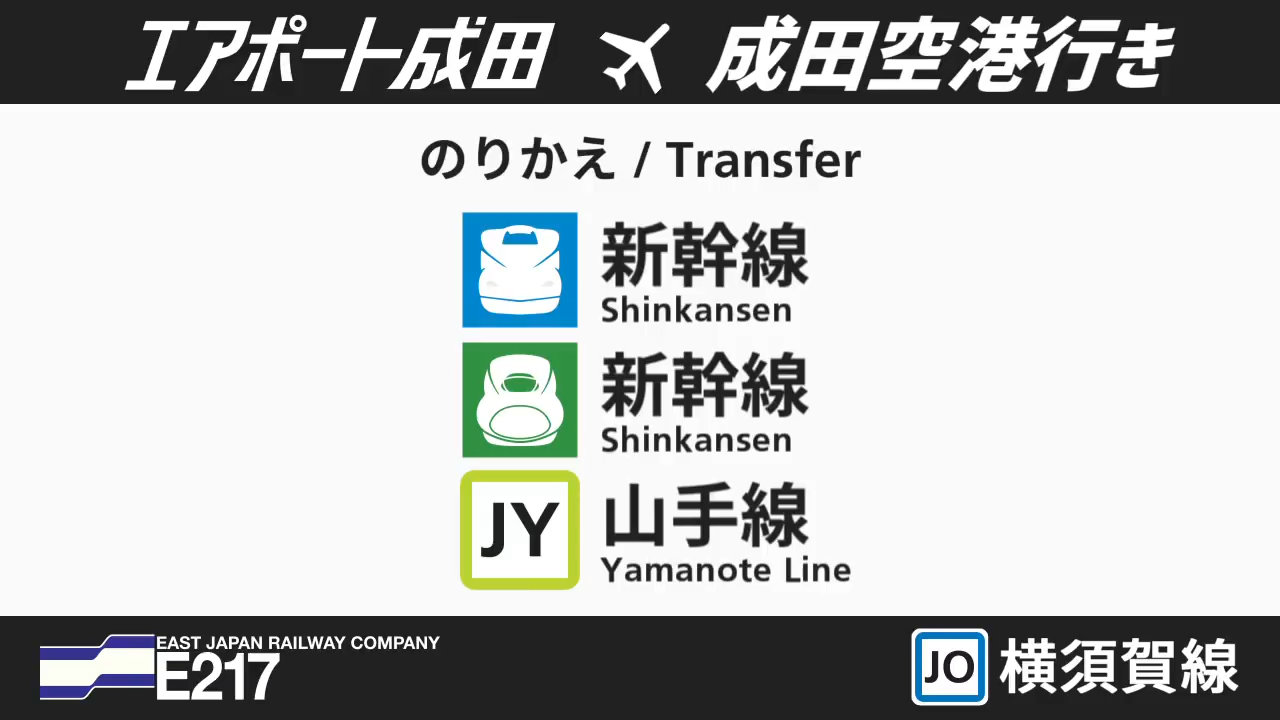 エアポート成田 成田空港行き
のりかえ / Transfer
新幹線
Shinkansen
新幹線
Shinkansen
JY 山手線
Yamanote Line
EAST JAPAN RAILWAY COMPANY
E217
JO 横須賀線